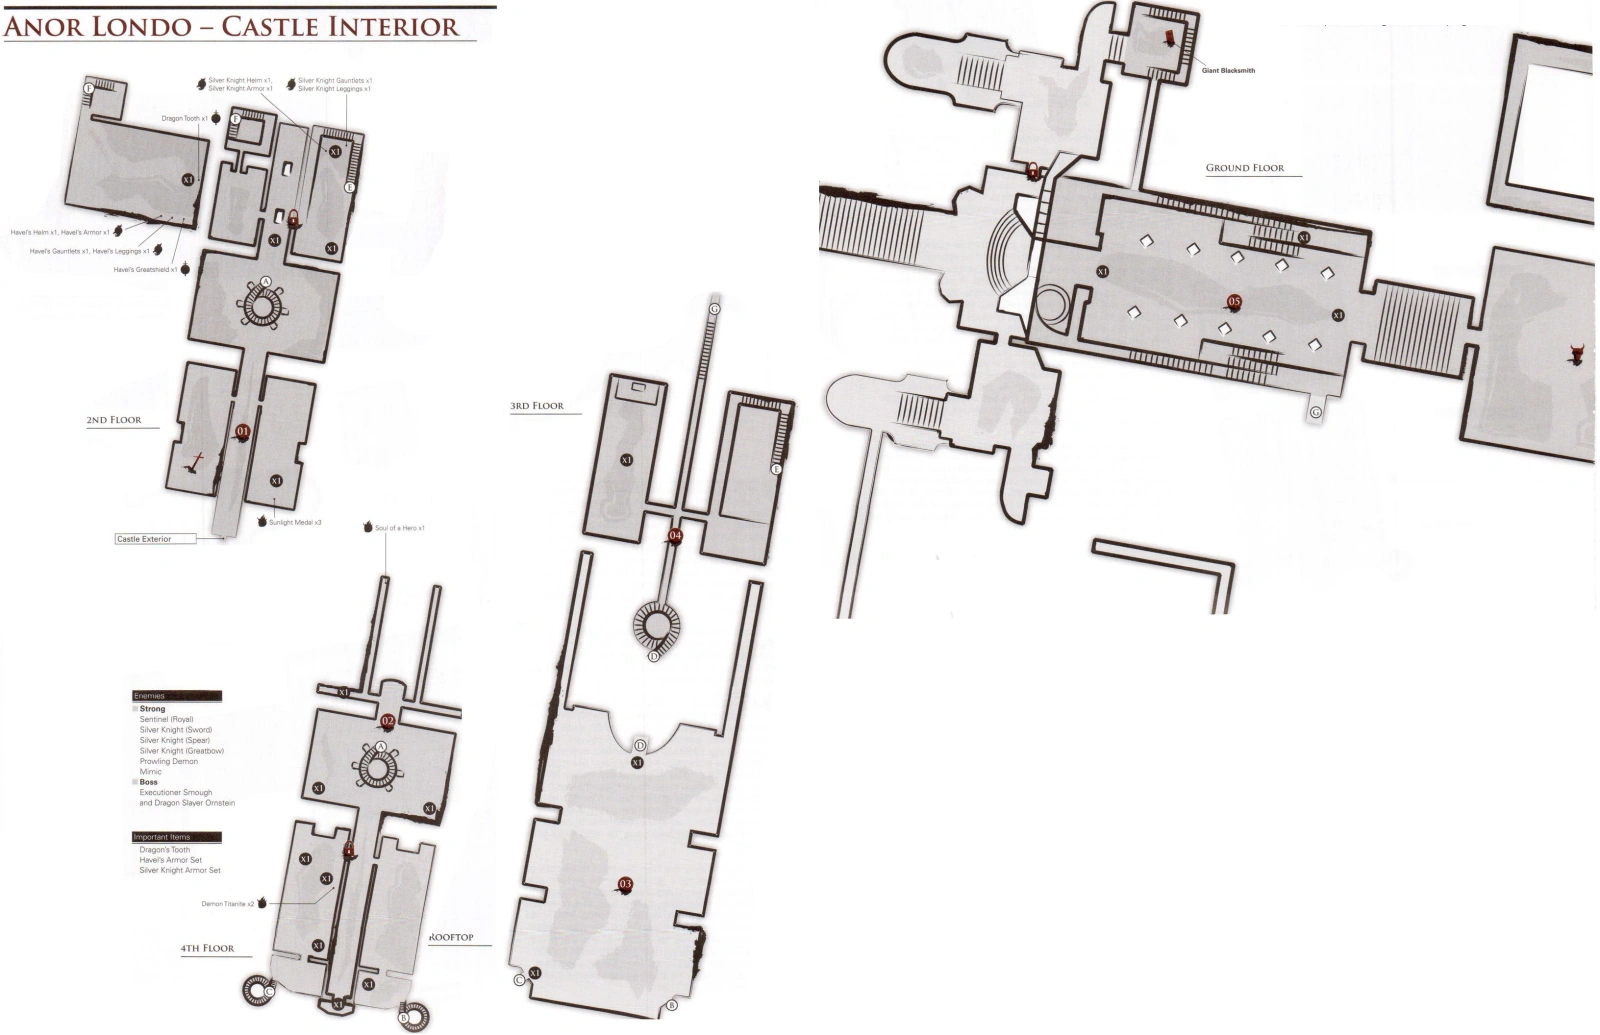 ANOR LONDO – CASTLE INTERIOR
Silver Knight Helm x1,
Silver Knight Armor x1
Silver Knight Gauntlets x1
Silver Knight Leggings x1
F
Dragon Tooth x1
F
x1
E
x1
Havel's Helm x1, Havel's Armor x1
Havel's Gauntlets x1, Havel's Leggings x1
x1
x1
Havel's Greatshield x1
A
2ND FLOOR
01
x1
Sunlight Medal x3
Castle Exterior
Soul of a Hero x1
x1
02
A
x1
x1
x1
x1
Demon Titanite x2
x1
4TH FLOOR
ROOFTOP
x1
C
x1
B
Enemies
Strong
Sentinel (Royal)
Silver Knight (Sword)
Silver Knight (Spear)
Silver Knight (Greatbow)
Prowling Demon
Mimic
Boss
Executioner Smough
and Dragon Slayer Ornstein
Important Items
Dragon's Tooth
Havel's Armor Set
Silver Knight Armor Set
G
3RD FLOOR
x1
E
04
D
D
x1
03
x1
C
B
Giant Blacksmith
GROUND FLOOR
x1
x1
05
x1
G